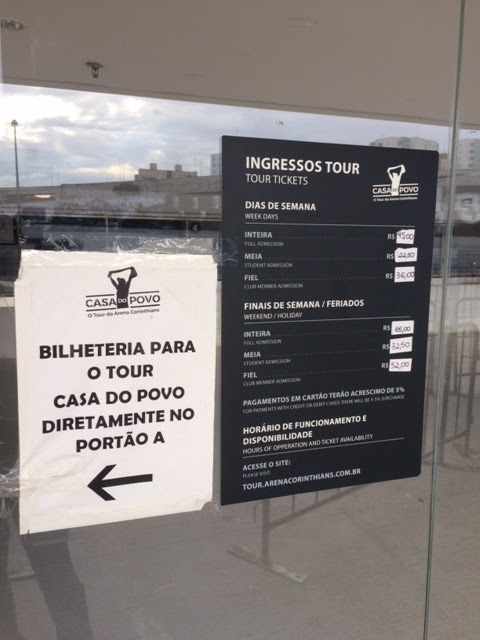 CASA DO POVO
O Tour da Arena Corinthians
BILHETERIA PARA
O TOUR
CASA DO POVO
DIRETAMENTE NO
PORTÃO A
INGRESSOS TOUR
TOUR TICKETS
CASA DO POVO
O Tour da Arena Corinthians
DIAS DE SEMANA
WEEK DAYS
INTEIRA R$ 45,00
FULL ADMISSION
MEIA R$ 22,50
STUDENT ADMISSION
FIEL R$ 36,00
CLUB MEMBER ADMISSION
FINAIS DE SEMANA / FERIADOS
WEEKEND / HOLIDAY
INTEIRA R$ 65,00
FULL ADMISSION
MEIA R$ 32,50
STUDENT ADMISSION
FIEL R$ 52,00
CLUB MEMBER ADMISSION
PAGAMENTOS EM CARTÃO TERÃO ACRESCIMO DE 5%
FOR PAYMENTS WITH CREDIT OR DEBIT CARDS THERE WILL BE A 5% SURCHARGE
HORÁRIO DE FUNCIONAMENTO E
DISPONIBILIDADE
HOURS OF OPPERATION AND TICKET AVAILABILITY
ACESSE O SITE:
PLEASE VISIT:
TOUR.ARENACORINTHIANS.COM.BR